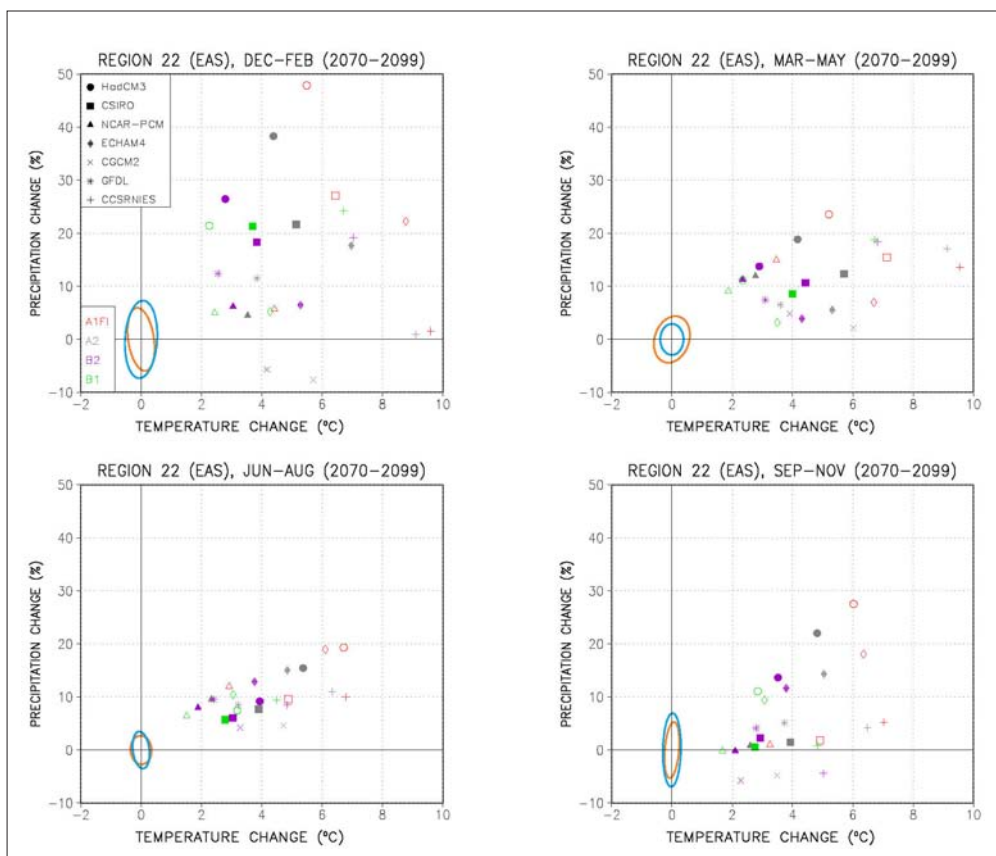 REGION 22 (EAS), DEC-FEB (2070-2099)
PRECIPITATION CHANGE (%)
50
40
30
20
10
0
-10
HadCM3
CSIRO
NCAR-PCM
ECHAM4
CGCM2
GFDL
CCSRNIES
A1FI
A2
B2
B1
-2 0 2 4 6 8 10
TEMPERATURE CHANGE (ºC)
REGION 22 (EAS), MAR-MAY (2070-2099)
PRECIPITATION CHANGE (%)
50
40
30
20
10
0
-10
-2 0 2 4 6 8 10
TEMPERATURE CHANGE (ºC)
REGION 22 (EAS), JUN-AUG (2070-2099)
PRECIPITATION CHANGE (%)
50
40
30
20
10
0
-10
-2 0 2 4 6 8 10
TEMPERATURE CHANGE (ºC)
REGION 22 (EAS), SEP-NOV (2070-2099)
PRECIPITATION CHANGE (%)
50
40
30
20
10
0
-10
-2 0 2 4 6 8 10
TEMPERATURE CHANGE (ºC)